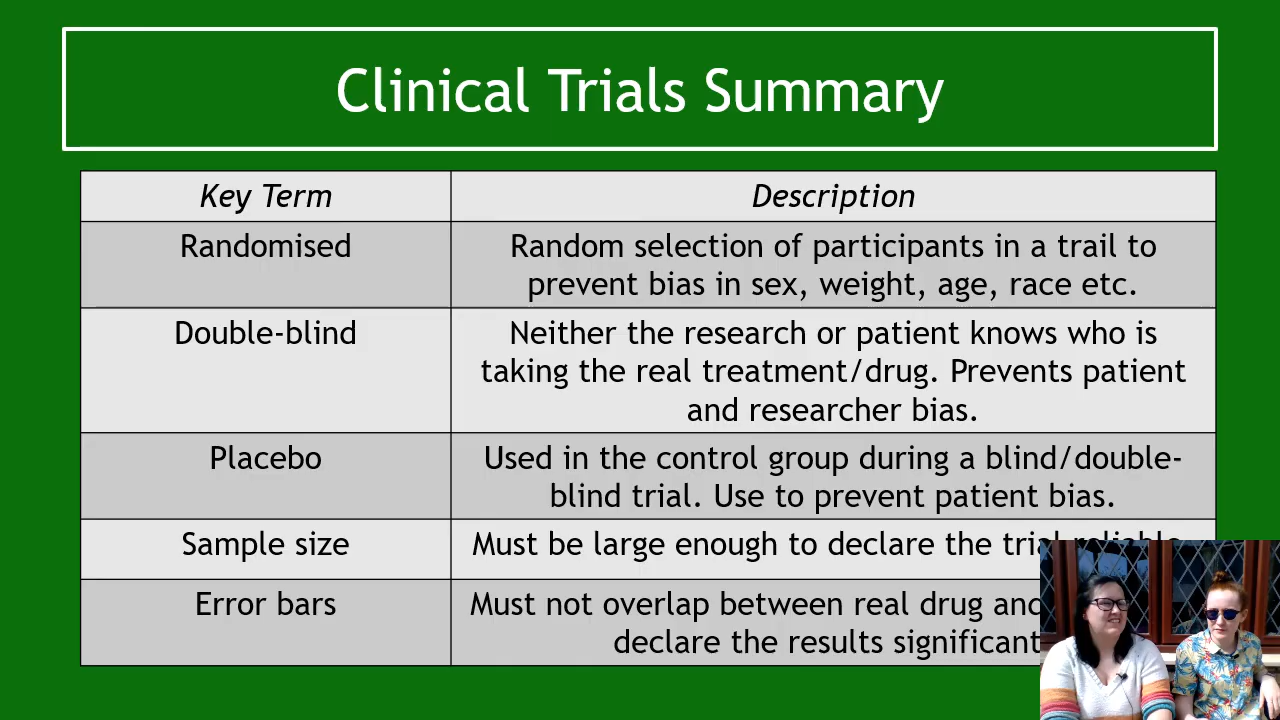 Clinical Trials Summary
Key Term
Description
Randomised
Random selection of participants in a trail to
prevent bias in sex, weight, age, race etc.
Double-blind
Neither the research or patient knows who is
taking the real treatment/drug. Prevents patient
and researcher bias.
Placebo
Used in the control group during a blind/double-
blind trial. Use to prevent patient bias.
Sample size
Must be large enough to declare the trial reliable
Error bars
Must not overlap between real drug and
declare the results significant